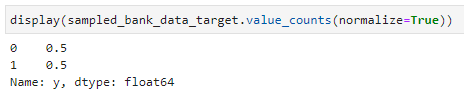 display(sampled_bank_data_target.value_counts(normalize=True))
0    0.5
1    0.5
Name: y, dtype: float64